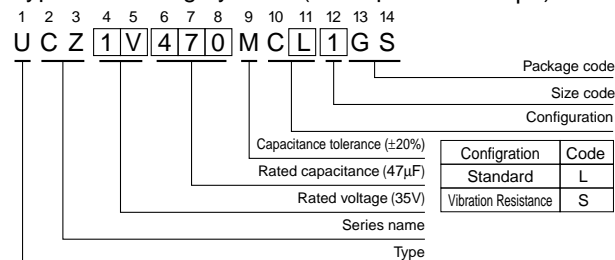 1 2 3 4 5 6 7 8 9 10 11 12 13 14
U C Z 1 V 4 7 0 M C L 1 G S
Package code
Size code
Configuration
Capacitance tolerance (±20%)
Rated capacitance (47µF)
Rated voltage (35V)
Series name
Type
Configration Code
Standard L
Vibration Resistance S